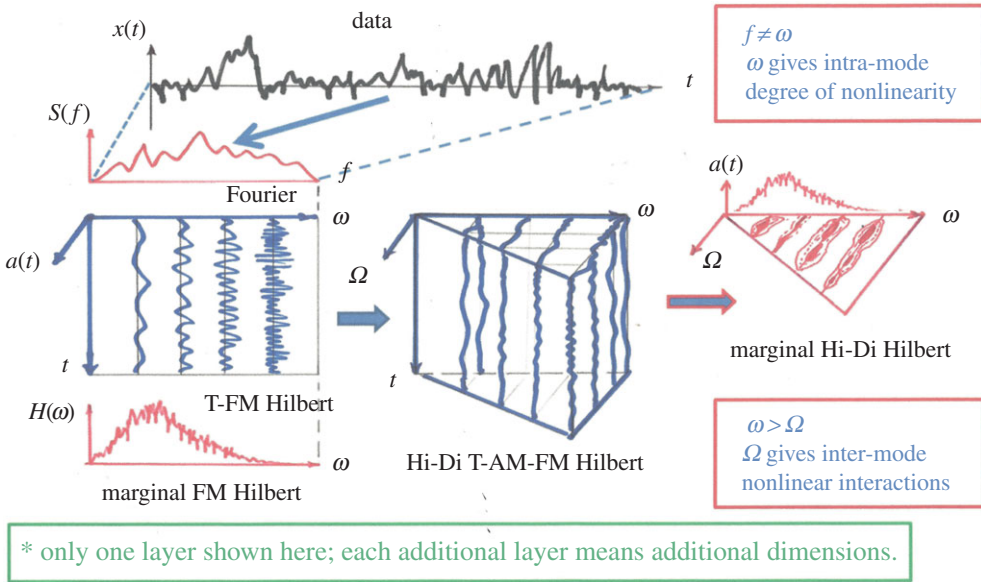 x(t)
data
t
S(f)
f
Fourier
f ≠ ω
ω gives intra-mode
degree of nonlinearity
ω
a(t)
t
T-FM Hilbert
H(ω)
ω
marginal FM Hilbert
ω
Ω
t
Hi-Di T-AM-FM Hilbert
a(t)
ω
Ω
marginal Hi-Di Hilbert
ω > Ω
Ω gives inter-mode
nonlinear interactions
* only one layer shown here; each additional layer means additional dimensions.